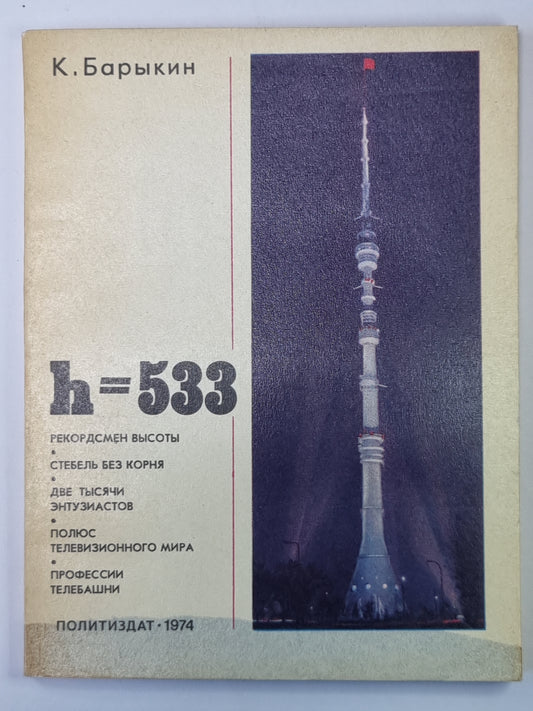 К. Барыкин
h=533
РЕКОРДСМЕН ВЫСОТЫ
•
СТЕБЕЛЬ БЕЗ КОРНЯ
•
ДВЕ ТЫСЯЧИ
ЭНТУЗИАСТОВ
•
ПОЛЮС
ТЕЛЕВИЗИОННОГО МИРА
•
ПРОФЕССИИ
ТЕЛЕБАШНИ
ПОЛИТИЗДАТ • 1974